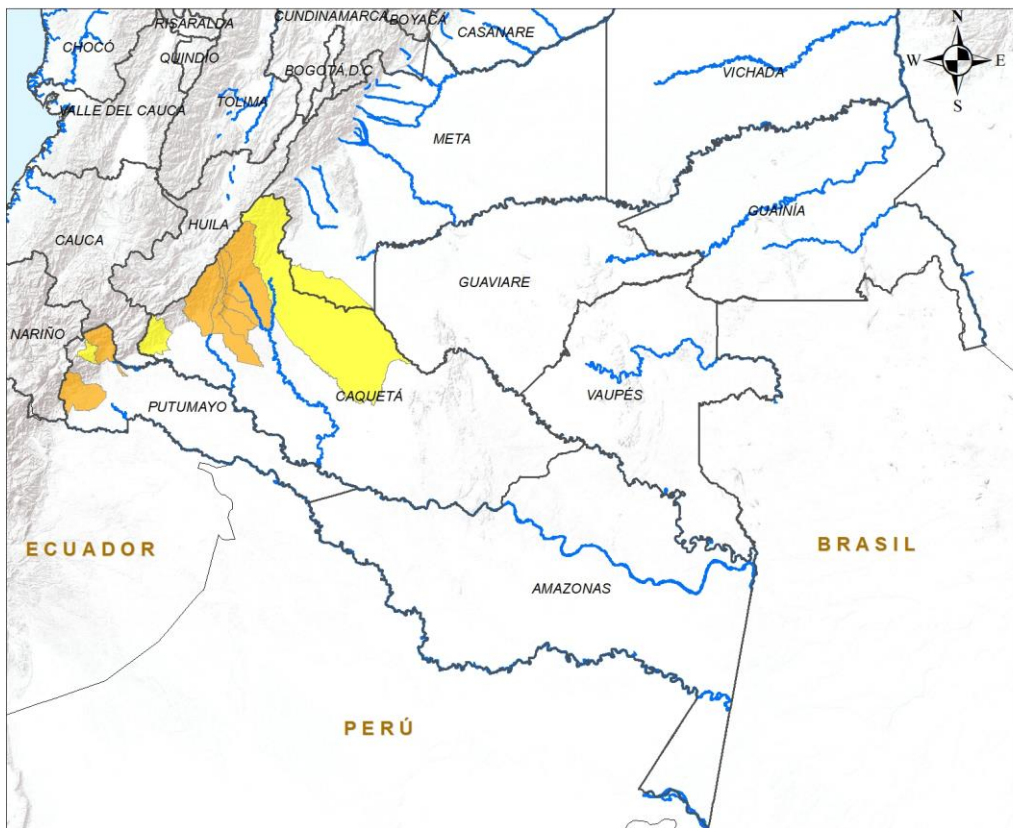 CUNDINAMARCA
BOYACÁ
RISARALDA
CASANARE
N
CHOCÓ
QUINDIO
BOGOTÁ, D.C
W
E
VICHADA
VALLE DEL CAUCA
TOLIMA
S
META
GUAINÍA
HUILA
CAUCA
GUAVIARE
NARIÑO
CAQUETÁ
VAUPÉS
PUTUMAYO
ECUADOR
BRASIL
AMAZONAS
PERÚ